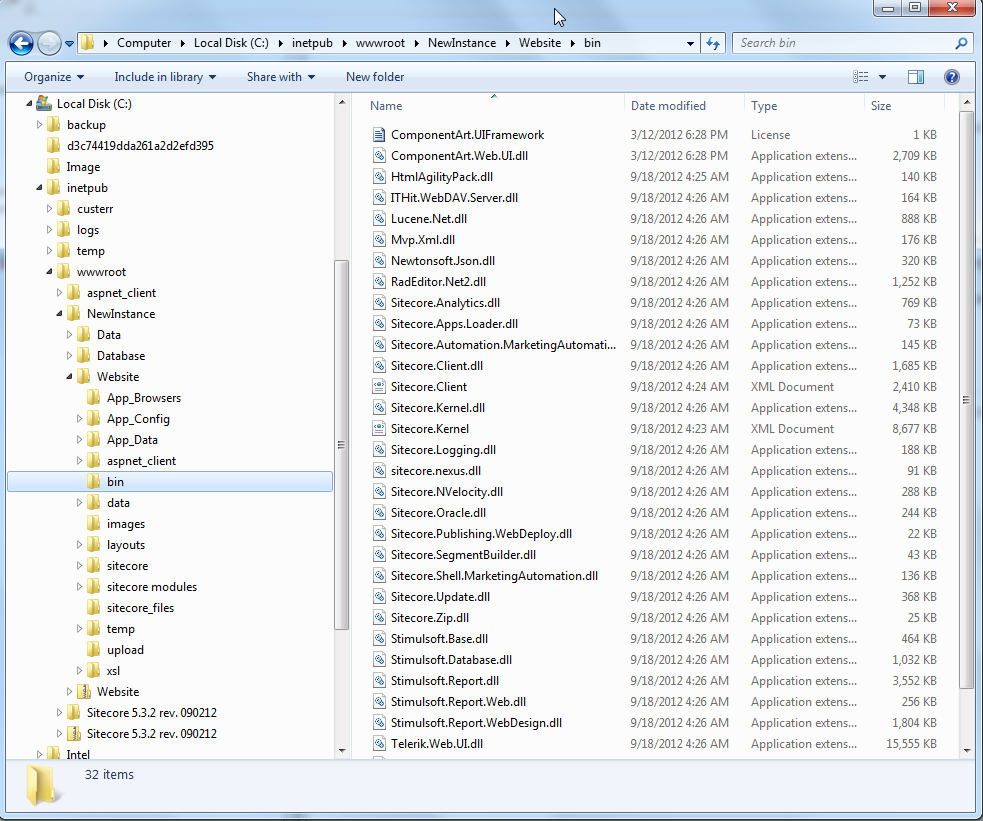 Computer Local Disk (C:) inetpub wwwroot NewInstance Website bin Search bin
Organize Include in library Share with New folder
Local Disk (C:)
backup
d3c74419dda261a2d2efd395
Image
inetpub
custerr
logs
temp
wwwroot
aspnet_client
NewInstance
Data
Database
Website
App_Browsers
App_Config
App_Data
aspnet_client
bin
data
images
layouts
sitecore
sitecore modules
sitecore_files
temp
upload
xsl
Website
Sitecore 5.3.2 rev. 090212
Sitecore 5.3.2 rev. 090212
Intel
Name Date modified Type Size
ComponentArt.UIFramework 3/12/2012 6:28 PM License 1 KB
ComponentArt.Web.UI.dll 3/12/2012 6:28 PM Application extens... 2,709 KB
HtmlAgilityPack.dll 9/18/2012 4:25 AM Application extens... 140 KB
ITHit.WebDAV.Server.dll 9/18/2012 4:26 AM Application extens... 164 KB
Lucene.Net.dll 9/18/2012 4:26 AM Application extens... 888 KB
Mvp.Xml.dll 9/18/2012 4:26 AM Application extens... 176 KB
Newtonsoft.Json.dll 9/18/2012 4:26 AM Application extens... 320 KB
RadEditor.Net2.dll 9/18/2012 4:26 AM Application extens... 1,252 KB
Sitecore.Analytics.dll 9/18/2012 4:26 AM Application extens... 769 KB
Sitecore.Apps.Loader.dll 9/18/2012 4:26 AM Application extens... 73 KB
Sitecore.Automation.MarketingAutomati... 9/18/2012 4:26 AM Application extens... 145 KB
Sitecore.Client.dll 9/18/2012 4:26 AM Application extens... 1,685 KB
Sitecore.Client 9/18/2012 4:24 AM XML Document 2,410 KB
Sitecore.Kernel.dll 9/18/2012 4:26 AM Application extens... 4,348 KB
Sitecore.Kernel 9/18/2012 4:23 AM XML Document 8,677 KB
Sitecore.Logging.dll 9/18/2012 4:26 AM Application extens... 188 KB
sitecore.nexus.dll 9/18/2012 4:26 AM Application extens... 91 KB
Sitecore.NVelocity.dll 9/18/2012 4:26 AM Application extens... 288 KB
Sitecore.Oracle.dll 9/18/2012 4:26 AM Application extens... 244 KB
Sitecore.Publishing.WebDeploy.dll 9/18/2012 4:26 AM Application extens... 22 KB
Sitecore.SegmentBuilder.dll 9/18/2012 4:26 AM Application extens... 43 KB
Sitecore.Shell.MarketingAutomation.dll 9/18/2012 4:26 AM Application extens... 136 KB
Sitecore.Update.dll 9/18/2012 4:26 AM Application extens... 368 KB
Sitecore.Zip.dll 9/18/2012 4:26 AM Application extens... 25 KB
Stimulsoft.Base.dll 9/18/2012 4:26 AM Application extens... 464 KB
Stimulsoft.Database.dll 9/18/2012 4:26 AM Application extens... 1,032 KB
Stimulsoft.Report.dll 9/18/2012 4:26 AM Application extens... 3,552 KB
Stimulsoft.Report.Web.dll 9/18/2012 4:26 AM Application extens... 256 KB
Stimulsoft.Report.WebDesign.dll 9/18/2012 4:26 AM Application extens... 1,804 KB
Telerik.Web.UI.dll 9/18/2012 4:26 AM Application extens... 15,555 KB
32 items